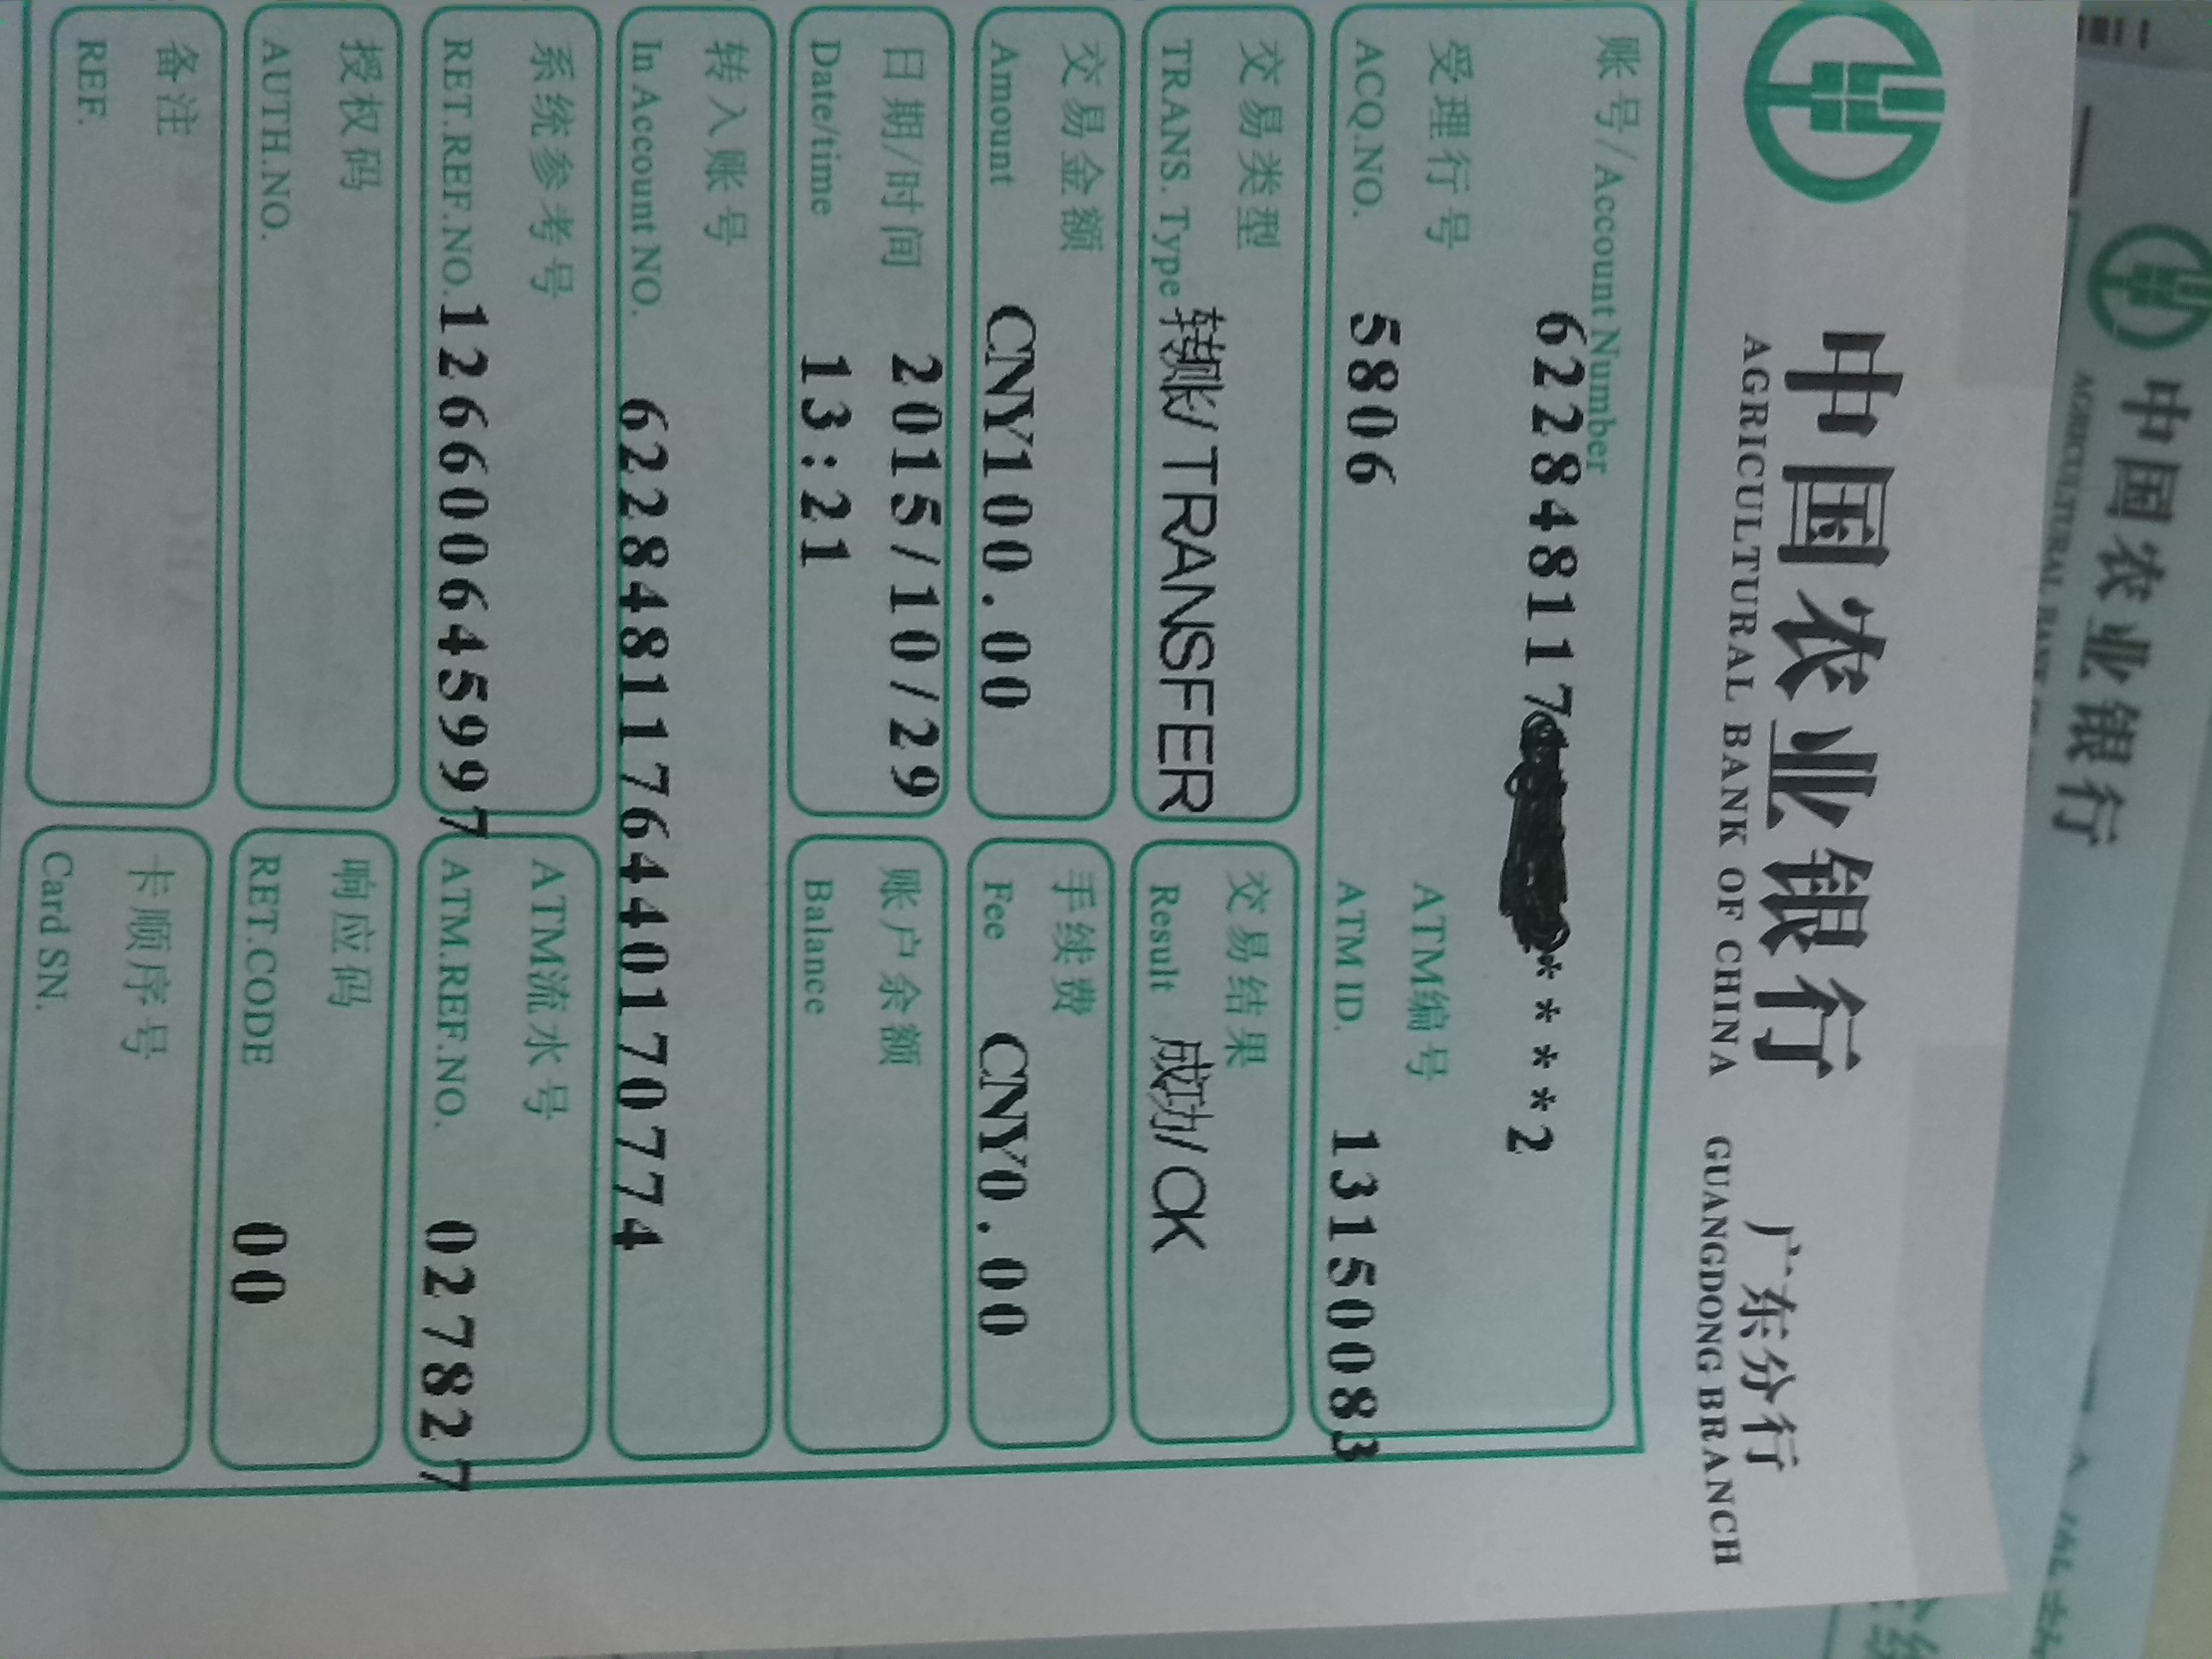 中国农业银行 广东分行
AGRICULTURAL BANK OF CHINA GUANGDONG BRANCH
账号/Account Number
622848117 ****2
受理行号 ATM编号
ACQ.NO. 5806 ATM ID. 13150083
交易类型 交易结果
TRANS. Type 转账/TRANSFER Result 成功/OK
交易金额 手续费
Amount CNY100.00 Fee CNY0.00
日期/时间 2015/10/29 账户余额
Date/time 13:21 Balance
转入账号
In Account NO. 6228481176440170774
系统参考号 ATM流水号
RET.REF.NO. 126600645997 ATM.REF.NO. 027827
授权码 响应码
AUTH.NO. RET.CODE 00
备注 卡顺序号
REF. Card SN.
中国农业银行
AGRICULTURAL BANK